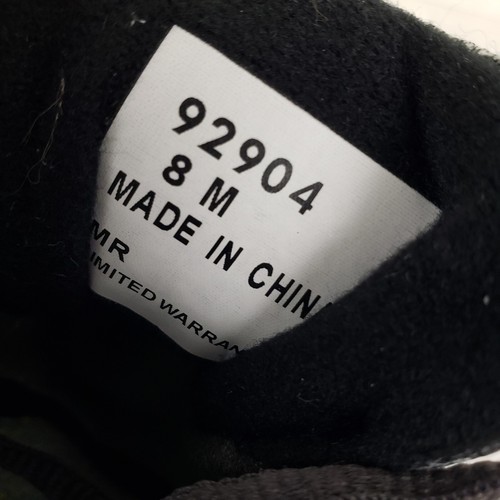 92904
8 M
MADE IN CHIN
MR
IMITED WARRAN